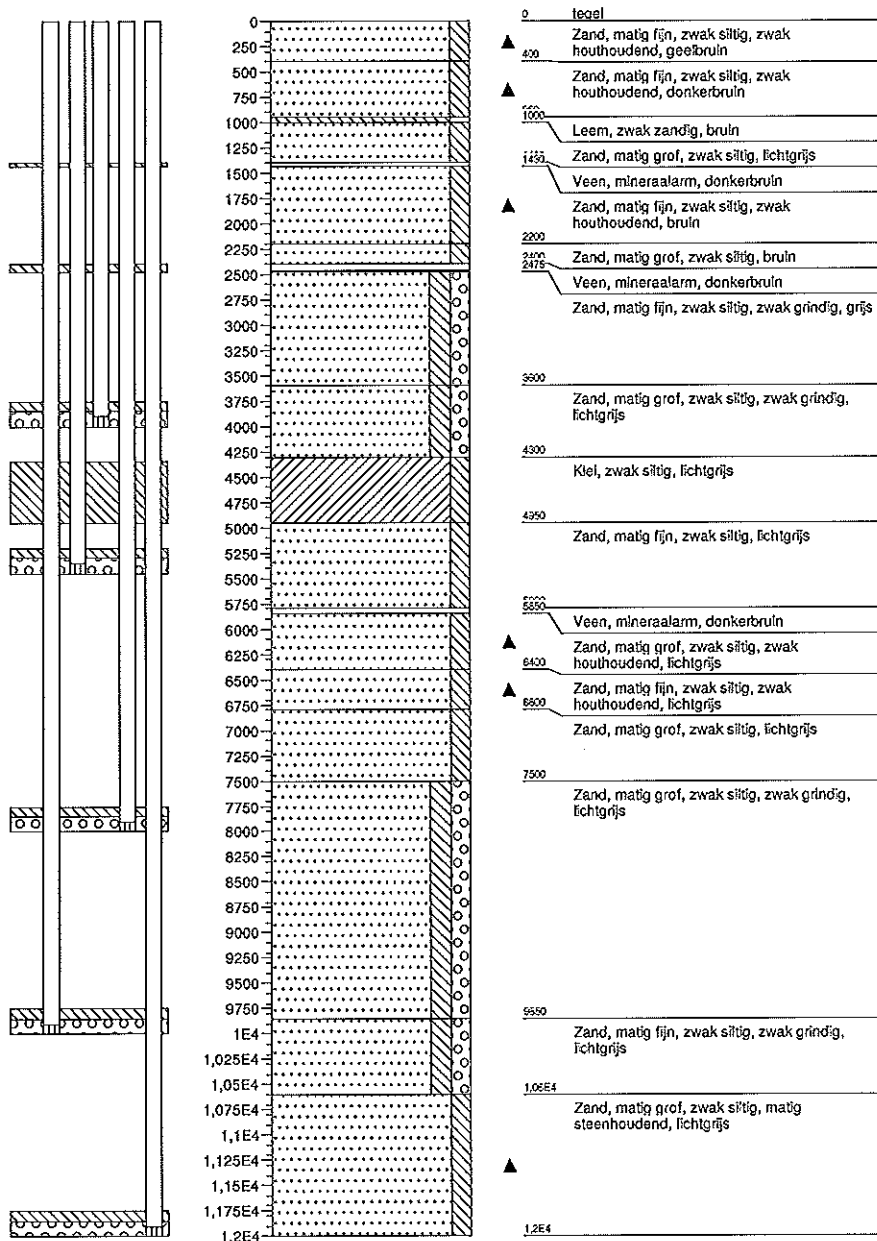 0
250
500
750
1000
1250
1500
1750
2000
2250
2500
2750
3000
3250
3500
3750
4000
4250
4500
4750
5000
5250
5500
5750
6000
6250
6500
6750
7000
7250
7500
7750
8000
8250
8500
8750
9000
9250
9500
9750
1E4
1,025E4
1,05E4
1,075E4
1,1E4
1,125E4
1,15E4
1,175E4
1,2E4
0 tegel
Zand, matig fijn, zwak siltig, zwak
houthoudend, geelbruin
400
Zand, matig fijn, zwak siltig, zwak
houthoudend, donkerbruin
1000
Leem, zwak zandig, bruin
Zand, matig grof, zwak siltig, lichtgrijs
1430
Veen, mineraalarm, donkerbruin
Zand, matig fijn, zwak siltig, zwak
houthoudend, bruin
2200
Zand, matig grof, zwak siltig, bruin
2400
2475
Veen, mineraalarm, donkerbruin
Zand, matig fijn, zwak siltig, zwak grindig, grijs
3600
Zand, matig grof, zwak siltig, zwak grindig,
lichtgrijs
4300
Klei, zwak siltig, lichtgrijs
4950
Zand, matig fijn, zwak siltig, lichtgrijs
5850
Veen, mineraalarm, donkerbruin
Zand, matig grof, zwak siltig, zwak
houthoudend, lichtgrijs
6400
Zand, matig fijn, zwak siltig, zwak
houthoudend, lichtgrijs
6800
Zand, matig grof, zwak siltig, lichtgrijs
7500
Zand, matig grof, zwak siltig, zwak grindig,
lichtgrijs
9850
Zand, matig fijn, zwak siltig, zwak grindig,
lichtgrijs
1,06E4
Zand, matig grof, zwak siltig, matig
steenhoudend, lichtgrijs
1,2E4